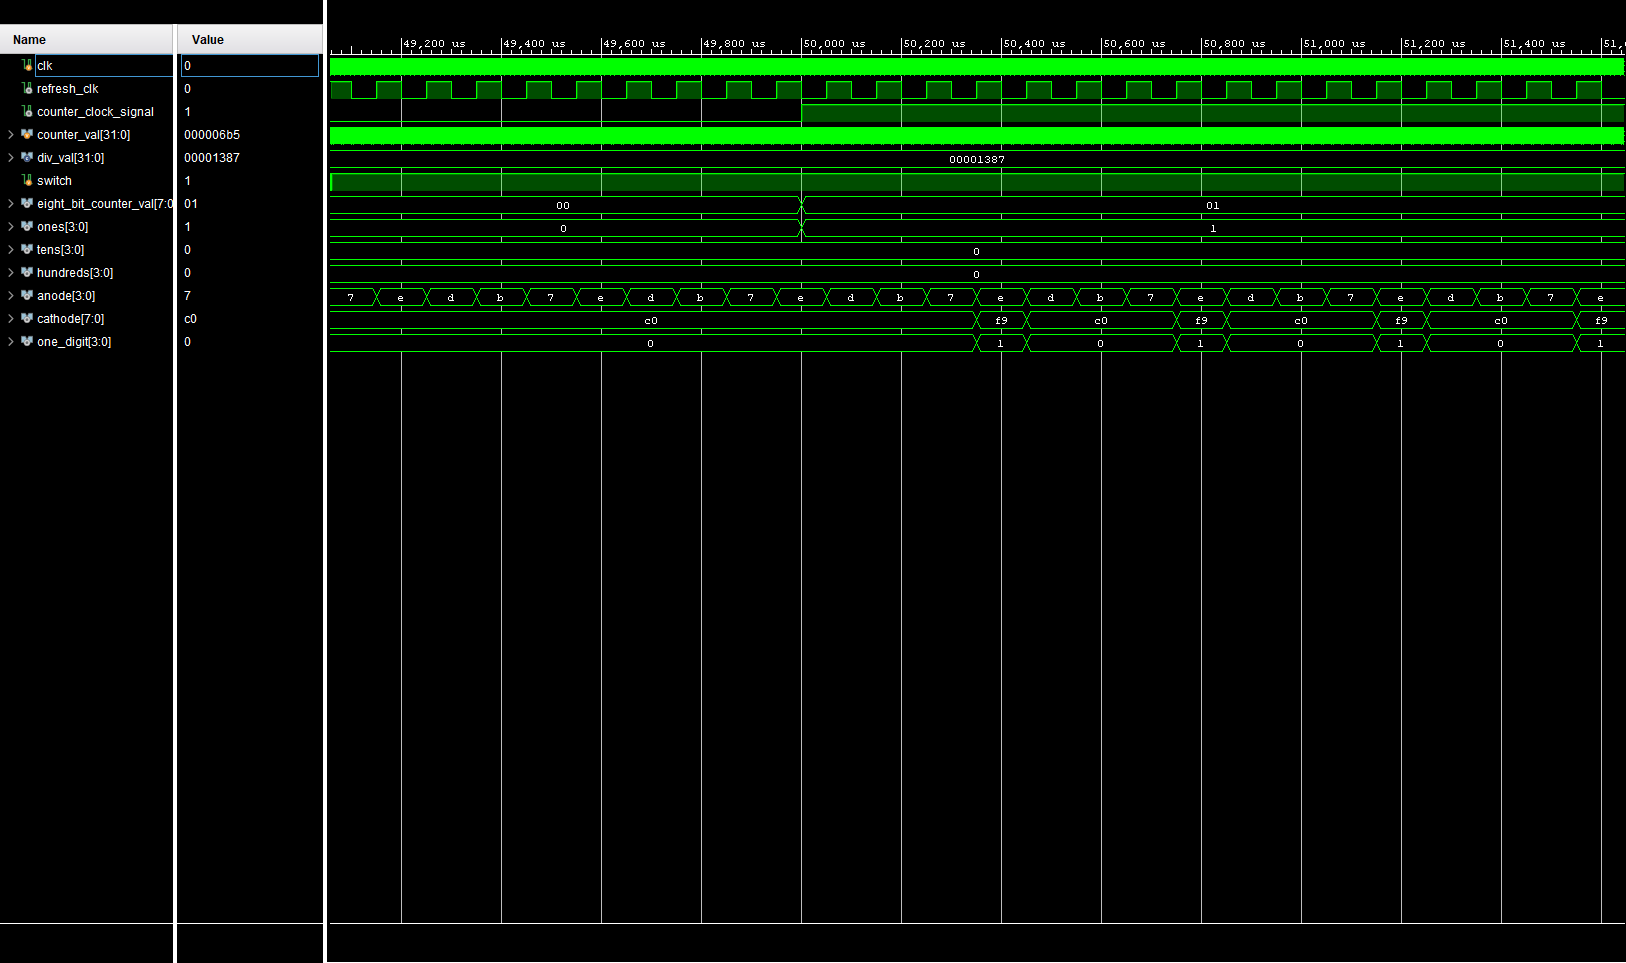 Name Value
49,200 us 49,400 us 49,600 us 49,800 us 50,000 us 50,200 us 50,400 us 50,600 us 50,800 us 51,000 us 51,200 us 51,400 us 51,
clk 0
refresh_clk 0
counter_clock_signal 1
counter_val[31:0] 000006b5
div_val[31:0] 00001387 00001387
switch 1
eight_bit_counter_val[7:0 01 00 01
ones[3:0] 1 0 1
tens[3:0] 0 0
hundreds[3:0] 0 0
anode[3:0] 7 7 e d b 7 e d b 7 e d b 7 e d b 7 e d b 7 e d b 7 e
cathode[7:0] c0 c0 f9 c0 f9 c0 f9 c0 f9
one_digit[3:0] 0 0 1 0 1 0 1 0 1